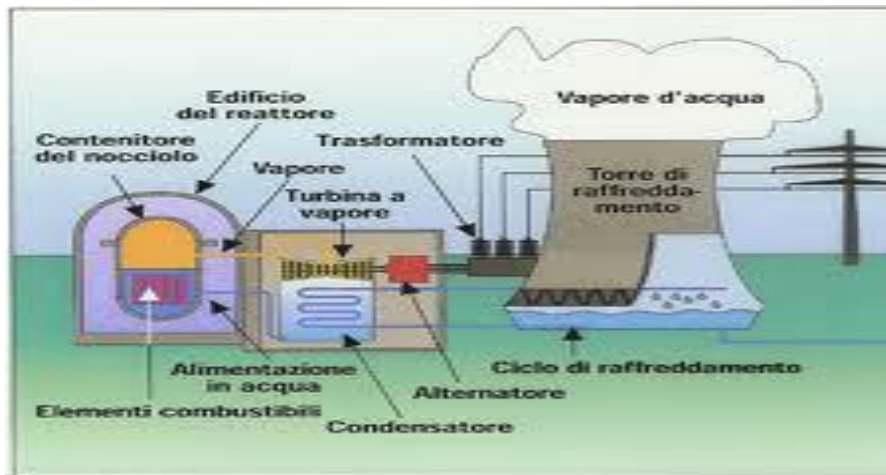 Edificio
del reattore
Vapore d'acqua
Contenitore
del nocciolo
Trasformatore
Vapore
Torre di
raffredda-
mento
Turbina a
vapore
Alimentazione
in acqua
Ciclo di raffreddamento
Alternatore
Elementi combustibili
Condensatore